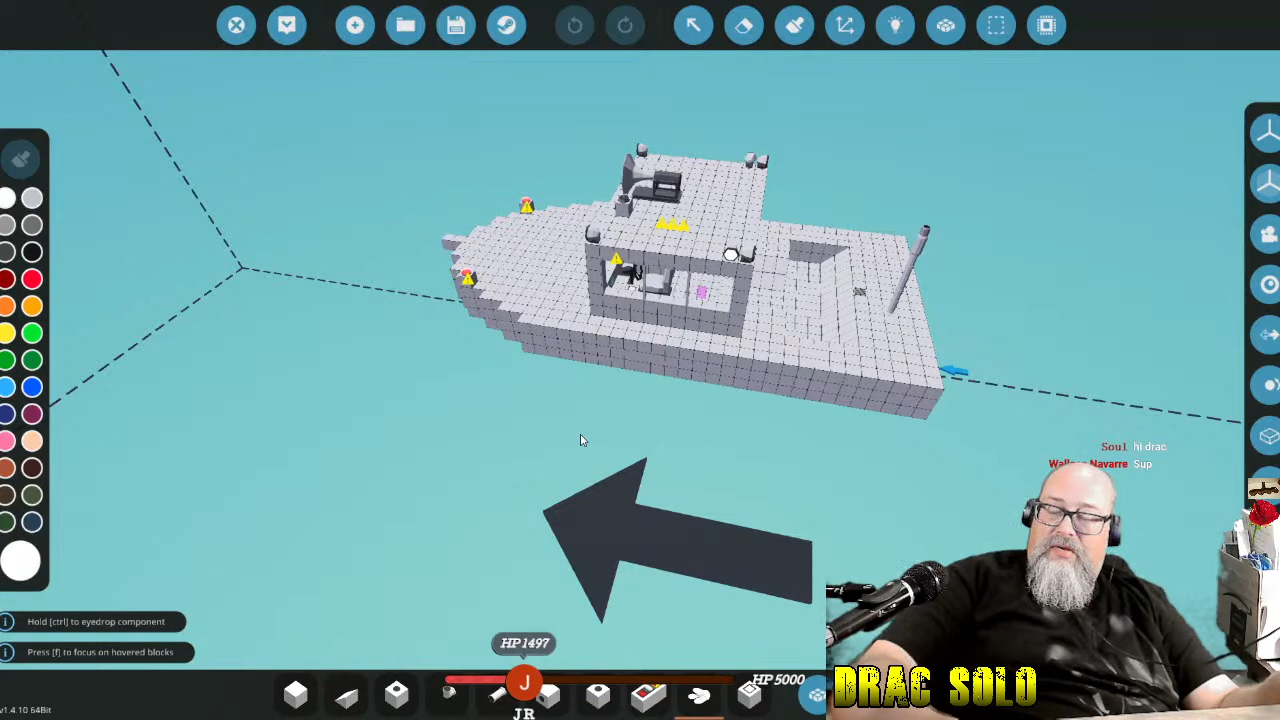 Soul hi drac
Wallace Navarre Sup
Hold [ctrl] to eyedrop component
Press [f] to focus on hovered blocks
HP 1497
HP 5000
J
JR
v1.4.10 64Bit
DRAC SOLO